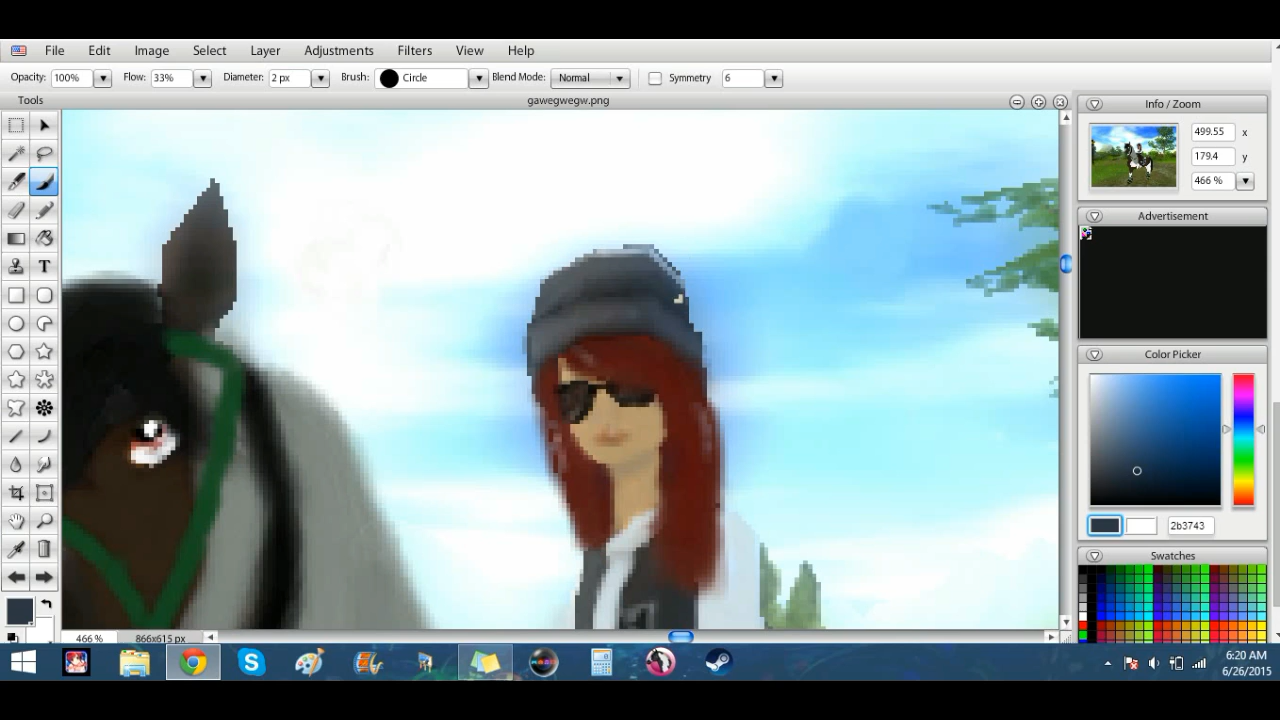 File Edit Image Select Layer Adjustments Filters View Help
Opacity: 100% Flow: 33% Diameter: 2 px Brush: Circle Blend Mode: Normal Symmetry 6
Tools gawegwegw.png
Info / Zoom
499.55 x
179.4 y
466 %
Advertisement
Color Picker
2b3743
Swatches
T
466 % 866x615 px
6:20 AM
6/26/2015